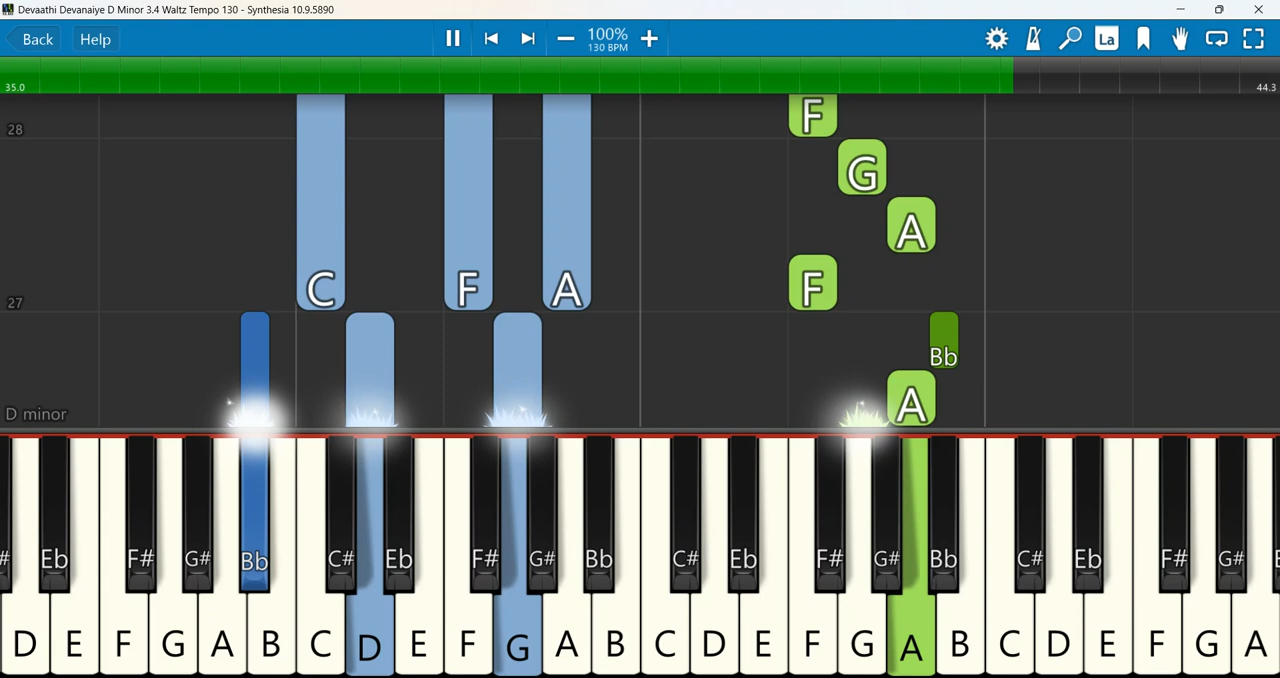 Devaathi Devanaiye D Minor 3.4 Waltz Tempo 130 - Synthesia 10.9.5890
Back Help 100% La
130 BPM
35.0 44.3
28 F
G
A
C F A F
27
Bb
D minor A
# Eb F# G# Bb C# Eb F# G# Bb C# Eb F# G# Bb C# Eb F# G# E
D E F G A B C D E F G A B C D E F G A B C D E F G A